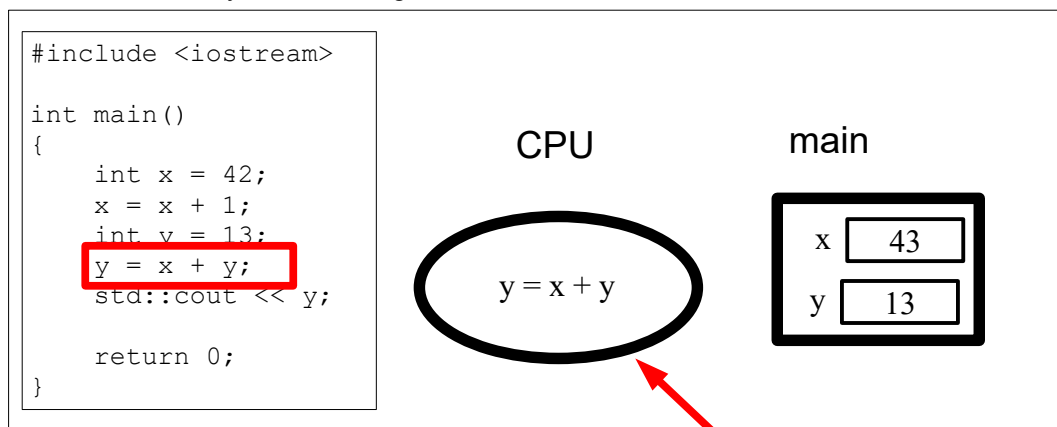 #include <iostream>
int main()
{
int x = 42;
x = x + 1;
int y = 13;
y = x + y;
std::cout << y;
return 0;
}
CPU
y = x + y
main
x 43
y 13